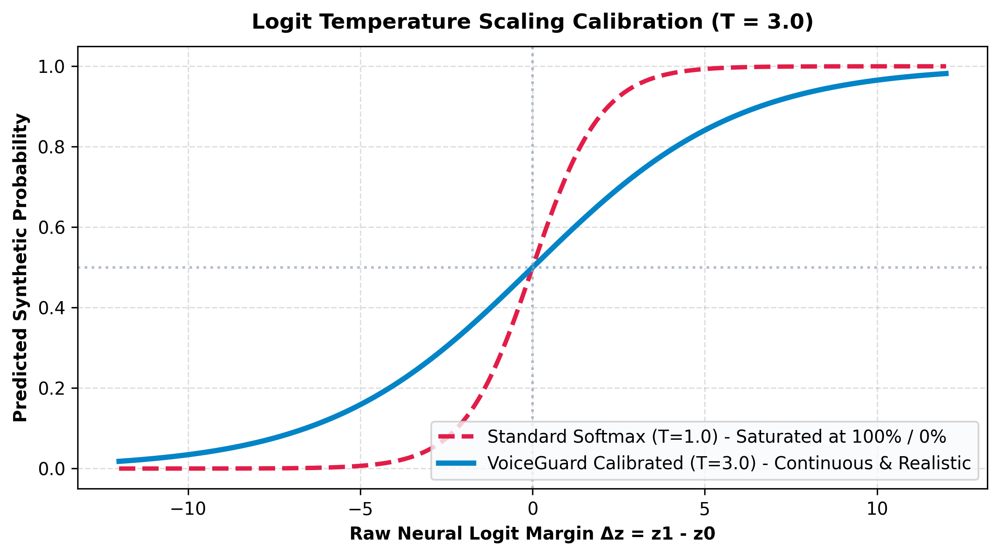 Logit Temperature Scaling Calibration (T = 3.0)
Predicted Synthetic Probability
1.0
0.8
0.6
0.4
0.2
0.0
Standard Softmax (T=1.0) - Saturated at 100% / 0%
VoiceGuard Calibrated (T=3.0) - Continuous & Realistic
−10
−5
0
5
10
Raw Neural Logit Margin Δz = z1 - z0